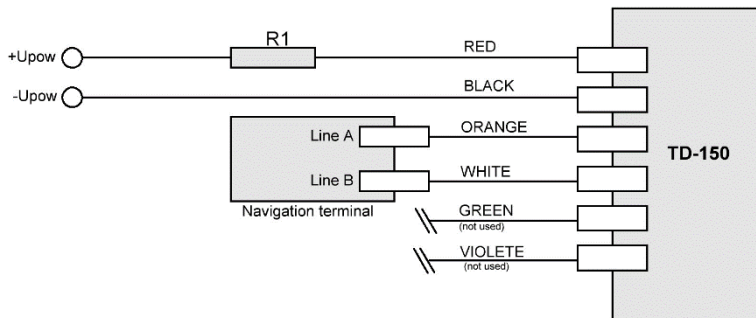 R1
+Upow
RED
-Upow
BLACK
Line A
ORANGE
TD-150
Line B
WHITE
Navigation terminal
GREEN
(not used)
VIOLETE
(not used)